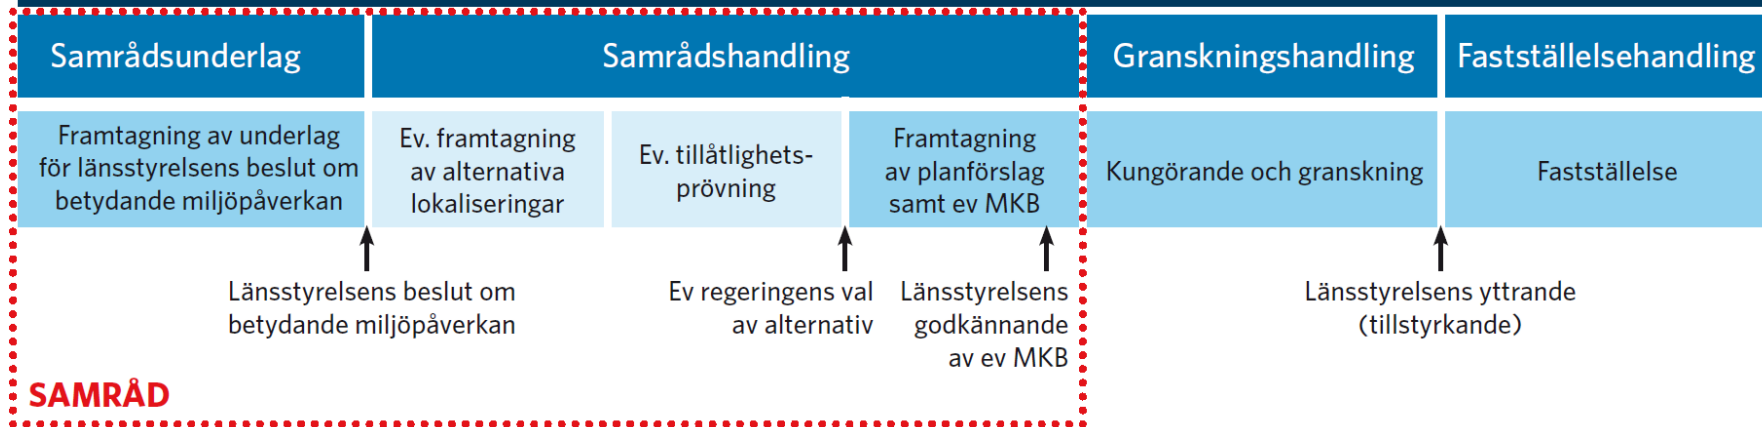 Samrådsunderlag
Samrådshandling
Granskningshandling
Fastställelsehandling
Framtagning av underlag
för länsstyrelsens beslut om
betydande miljöpåverkan
Ev. framtagning
av alternativa
lokaliseringar
Ev. tillåtlighets-
prövning
Framtagning
av planförslag
samt ev MKB
Kungörande och granskning
Fastställelse
Länsstyrelsens beslut om
betydande miljöpåverkan
Ev regeringens val
av alternativ
Länsstyrelsens
godkännande
av ev MKB
Länsstyrelsens yttrande
(tillstyrkande)
SAMRÅD